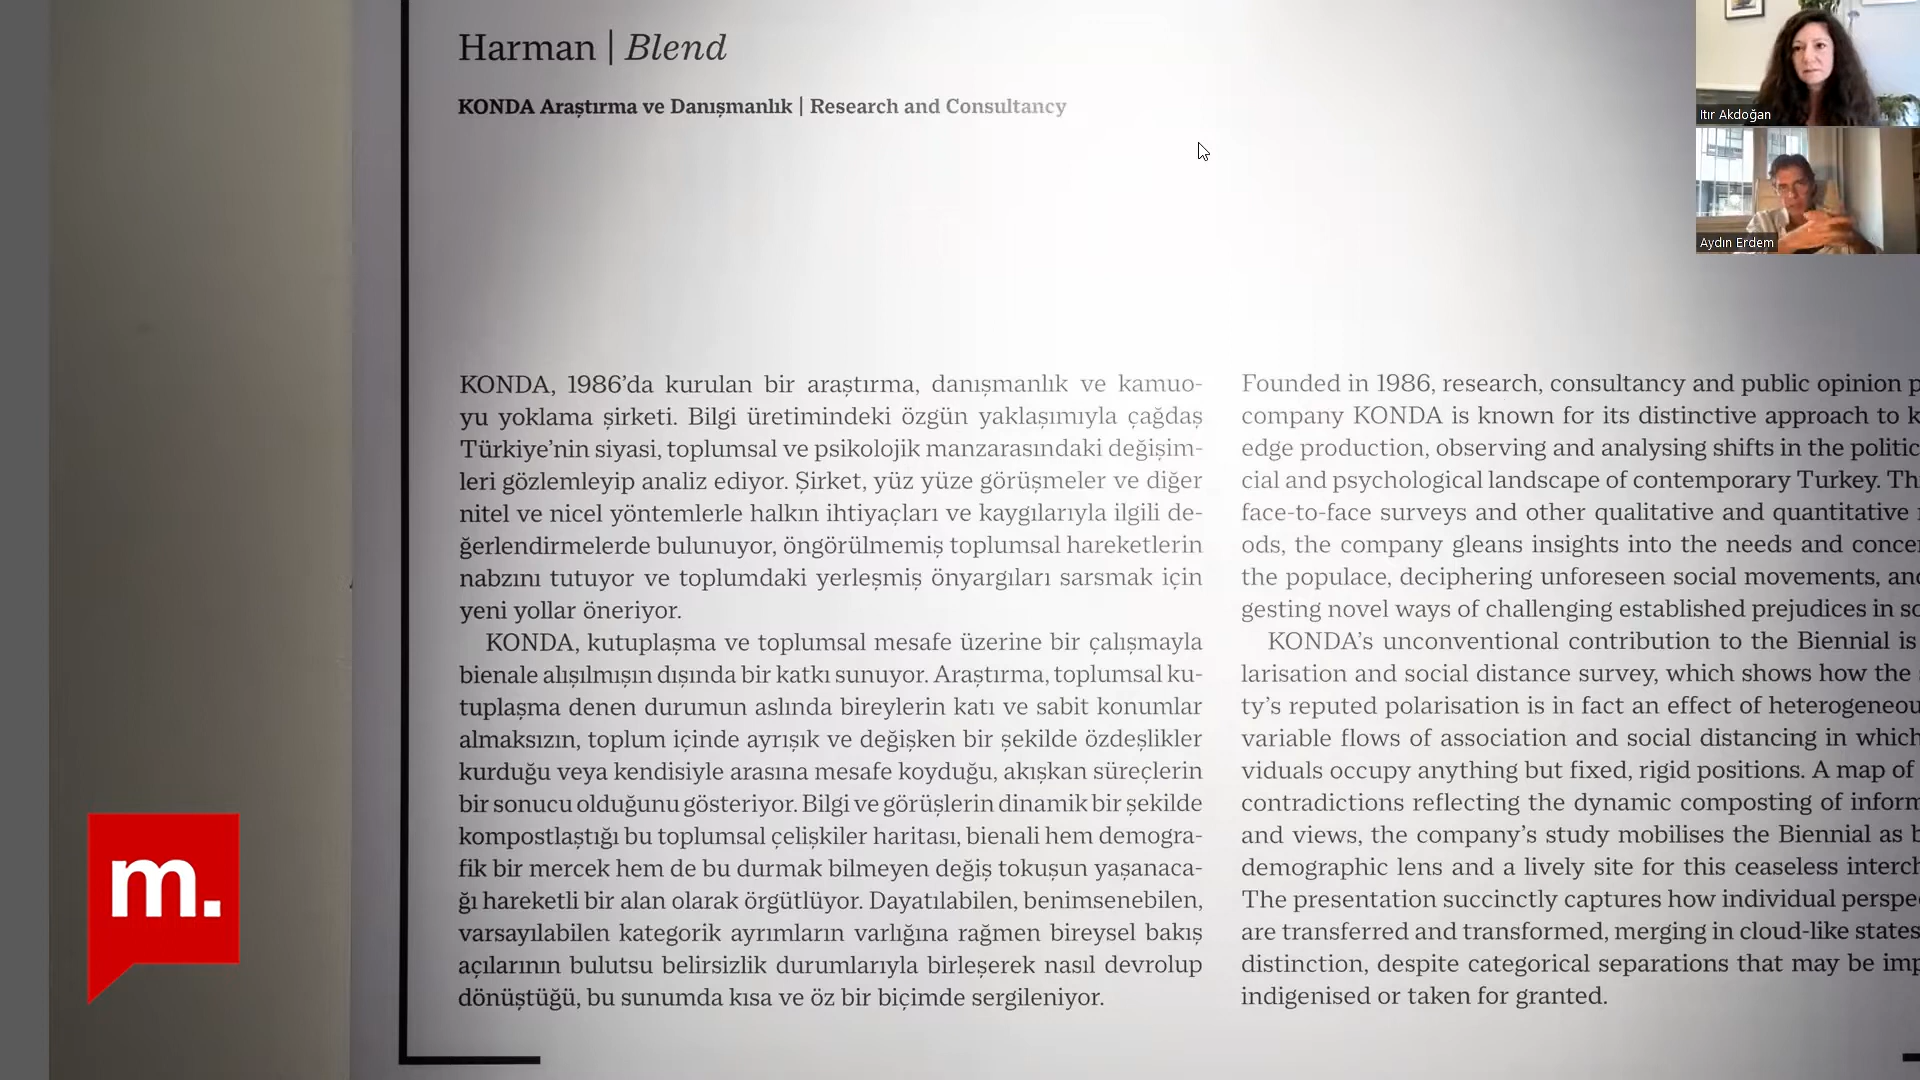 Harman | Blend
KONDA Araştırma ve Danışmanlık | Research and Consultancy
KONDA, 1986’da kurulan bir araştırma, danışmanlık ve kamuo-
yu yoklama şirketi. Bilgi üretimindeki özgün yaklaşımıyla çağdaş
Türkiye’nin siyasi, toplumsal ve psikolojik manzarasındaki değişim-
leri gözlemleyip analiz ediyor. Şirket, yüz yüze görüşmeler ve diğer
nitel ve nicel yöntemlerle halkın ihtiyaçları ve kaygılarıyla ilgili de-
ğerlendirmelerde bulunuyor, öngörülmemiş toplumsal hareketlerin
nabzını tutuyor ve toplumdaki yerleşmiş önyargıları sarsmak için
yeni yollar öneriyor.
KONDA, kutuplaşma ve toplumsal mesafe üzerine bir çalışmayla
bienale alışılmışın dışında bir katkı sunuyor. Araştırma, toplumsal ku-
tuplaşma denen durumun aslında bireylerin katı ve sabit konumlar
almaksızın, toplum içinde ayrışık ve değişken bir şekilde özdeşlikler
kurduğu veya kendisiyle arasına mesafe koyduğu, akışkan süreçlerin
bir sonucu olduğunu gösteriyor. Bilgi ve görüşlerin dinamik bir şekilde
kompostlaştığı bu toplumsal çelişkiler haritası, bienali hem demogra-
fik bir mercek hem de bu durmak bilmeyen değiş tokuşun yaşanaca-
ğı hareketli bir alan olarak örgütlüyor. Dayatılabilen, benimsenebilen,
varsayılabilen kategorik ayrımların varlığına rağmen bireysel bakış
açılarının bulutsu belirsizlik durumlarıyla birleşerek nasıl devrolup
dönüştüğü, bu sunumda kısa ve öz bir biçimde sergileniyor.
Founded in 1986, research, consultancy and public opinion
company KONDA is known for its distinctive approach to
edge production, observing and analysing shifts in the
cial and psychological landscape of contemporary Turkey.
face-to-face surveys and other qualitative and quantitative
ods, the company gleans insights into the needs and
the populace, deciphering unforeseen social movements,
gesting novel ways of challenging established prejudices in
KONDA’s unconventional contribution to the Biennial is
larisation and social distance survey, which shows how the
ty’s reputed polarisation is in fact an effect of
variable flows of association and social distancing in which
viduals occupy anything but fixed, rigid positions. A map of
contradictions reflecting the dynamic composting of
and views, the company’s study mobilises the Biennial as
demographic lens and a lively site for this ceaseless
The presentation succinctly captures how individual
are transferred and transformed, merging in cloud-like states
distinction, despite categorical separations that may be
indigenised or taken for granted.
Itır Akdoğan
Aydın Erdem
m.